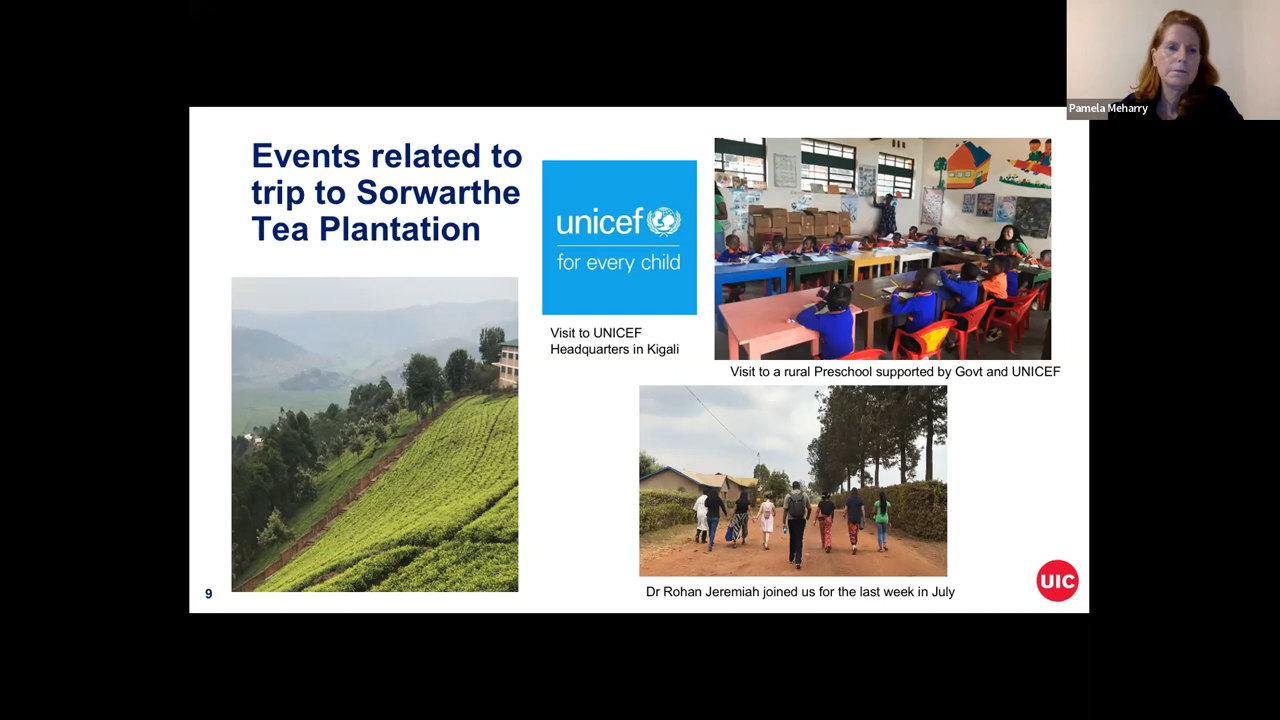 Pamela Meharry
Events related to
trip to Sorwarthe
Tea Plantation
unicef
for every child
Visit to UNICEF
Headquarters in Kigali
Visit to a rural Preschool supported by Govt and UNICEF
Dr Rohan Jeremiah joined us for the last week in July
9
UIC